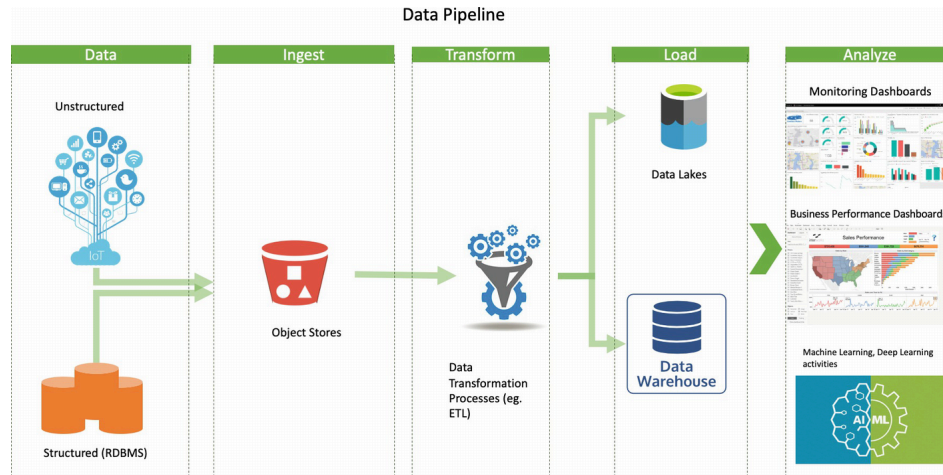 Data Pipeline
Data
Ingest
Transform
Load
Analyze
Unstructured
IoT
Structured (RDBMS)
Object Stores
Data
Transformation
Processes (eg.
ETL)
Data Lakes
Data
Warehouse
Monitoring Dashboards
Business Performance Dashboard
Sales Performance
Machine Learning, Deep Learning
activities
AI ML